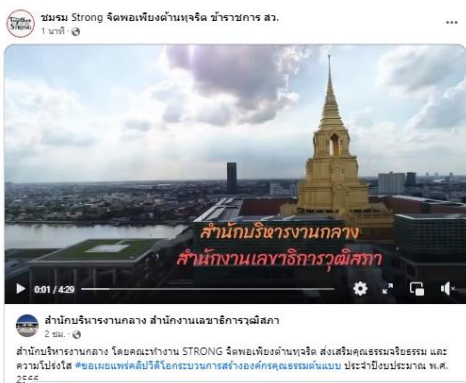 ชมรม Strong จิตพอเพียงต้านทุจริต ข้าราชการ สว.
1 นาที ·
สำนักบริหารงานกลาง
สำนักงานเลขาธิการวุฒิสภา
0:01 / 4:29
สำนักบริหารงานกลาง สำนักงานเลขาธิการวุฒิสภา
2 ชม. ·
สำนักบริหารงานกลาง โดยคณะทำงาน STRONG จิตพอเพียงต้านทุจริต ส่งเสริมคุณธรรมจริยธรรม และ
ความโปร่งใส #ขอเผยแพร่คลิปวีดีโอกระบวนการสร้างองค์กรคุณธรรมต้นแบบ ประจำปีงบประมาณ พ.ศ.
2566